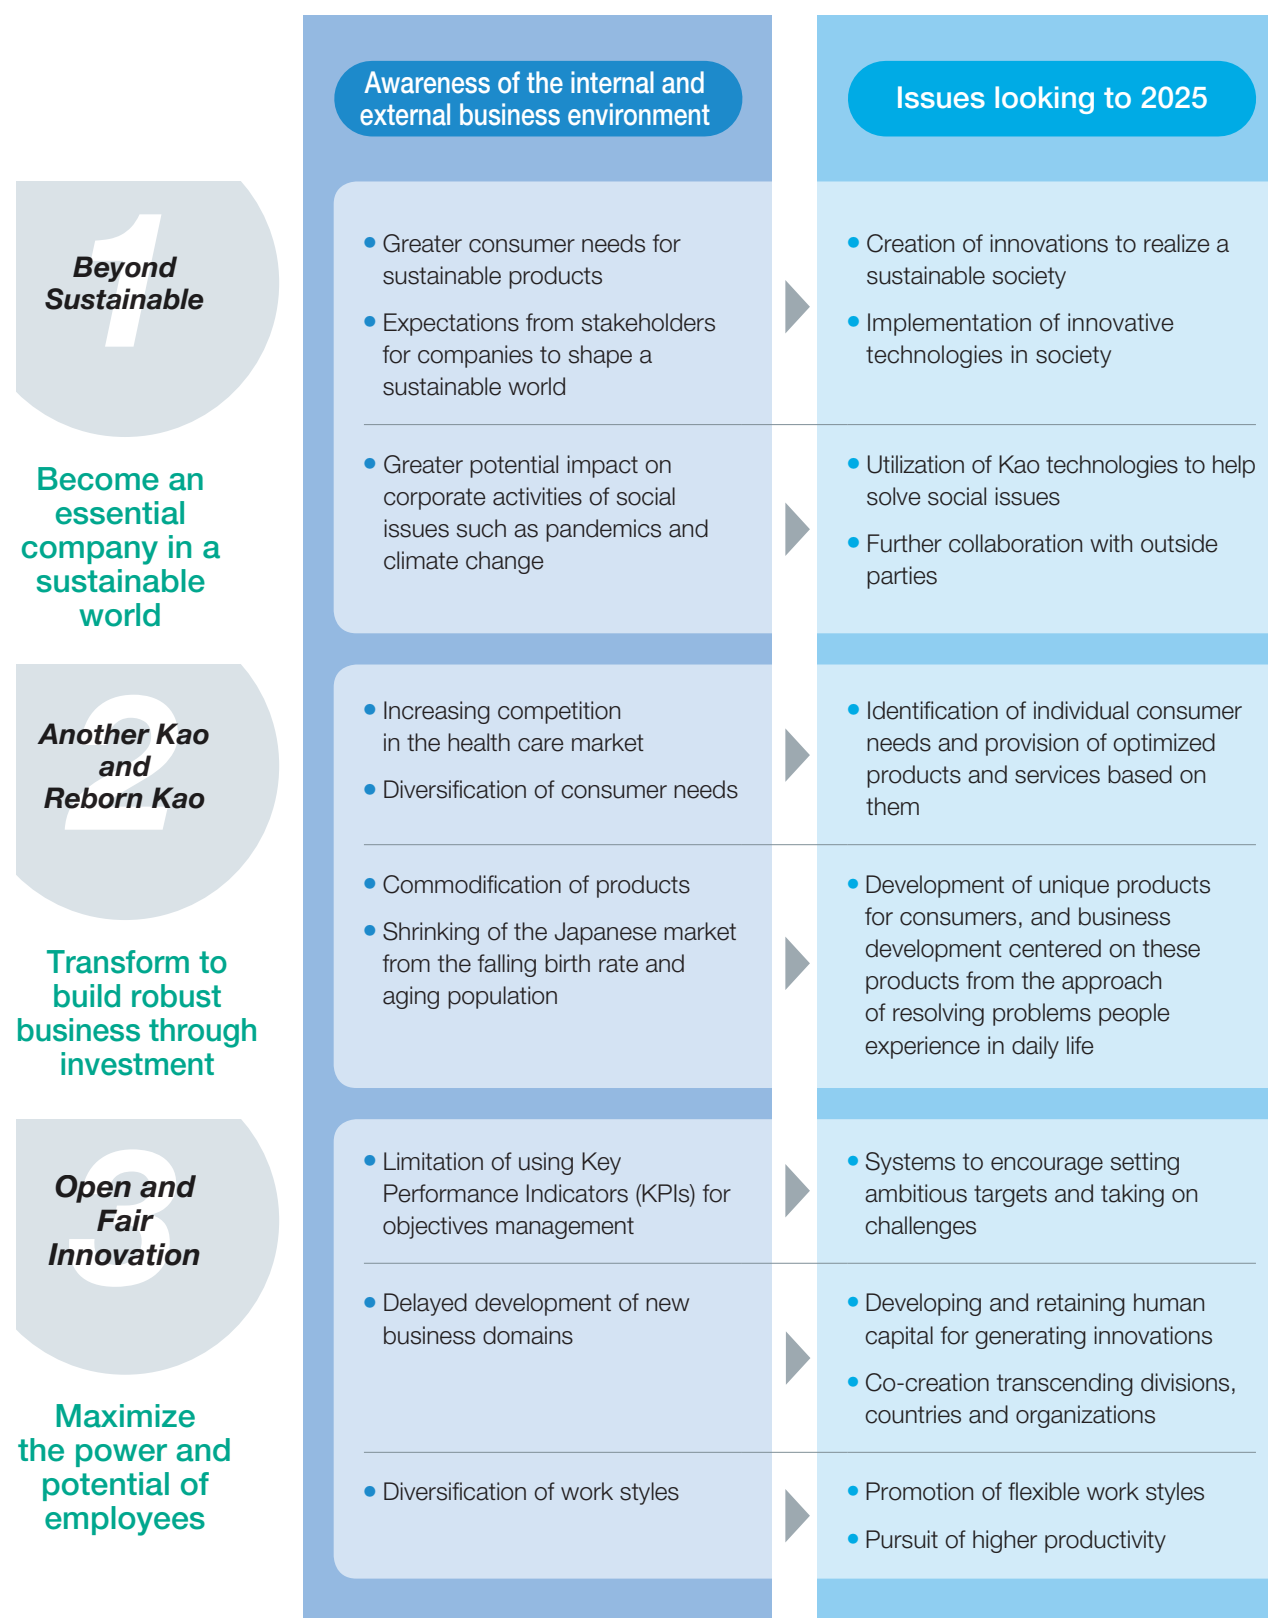 Awareness of the internal and
external business environment
Issues looking to 2025
1
Beyond
Sustainable
Become an
essential
company in a
sustainable
world
• Greater consumer needs for
sustainable products
• Expectations from stakeholders
for companies to shape a
sustainable world
• Creation of innovations to realize a
sustainable society
• Implementation of innovative
technologies in society
• Greater potential impact on
corporate activities of social
issues such as pandemics and
climate change
• Utilization of Kao technologies to help
solve social issues
• Further collaboration with outside
parties
2
Another Kao
and
Reborn Kao
Transform to
build robust
business through
investment
• Increasing competition
in the health care market
• Diversification of consumer needs
• Identification of individual consumer
needs and provision of optimized
products and services based on
them
• Commodification of products
• Shrinking of the Japanese market
from the falling birth rate and
aging population
• Development of unique products
for consumers, and business
development centered on these
products from the approach
of resolving problems people
experience in daily life
3
Open and
Fair
Innovation
Maximize
the power and
potential of
employees
• Limitation of using Key
Performance Indicators (KPIs) for
objectives management
• Systems to encourage setting
ambitious targets and taking on
challenges
• Delayed development of new
business domains
• Developing and retaining human
capital for generating innovations
• Co-creation transcending divisions,
countries and organizations
• Diversification of work styles
• Promotion of flexible work styles
• Pursuit of higher productivity